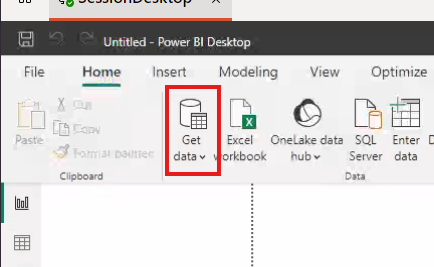 SessionDesktop
Untitled - Power BI Desktop
File Home Insert Modeling View Optimize
Paste
Cut
Copy
Format painter
Clipboard
Get
data
Excel
workbook
OneLake data
hub
SQL
Server
Enter
data
Data